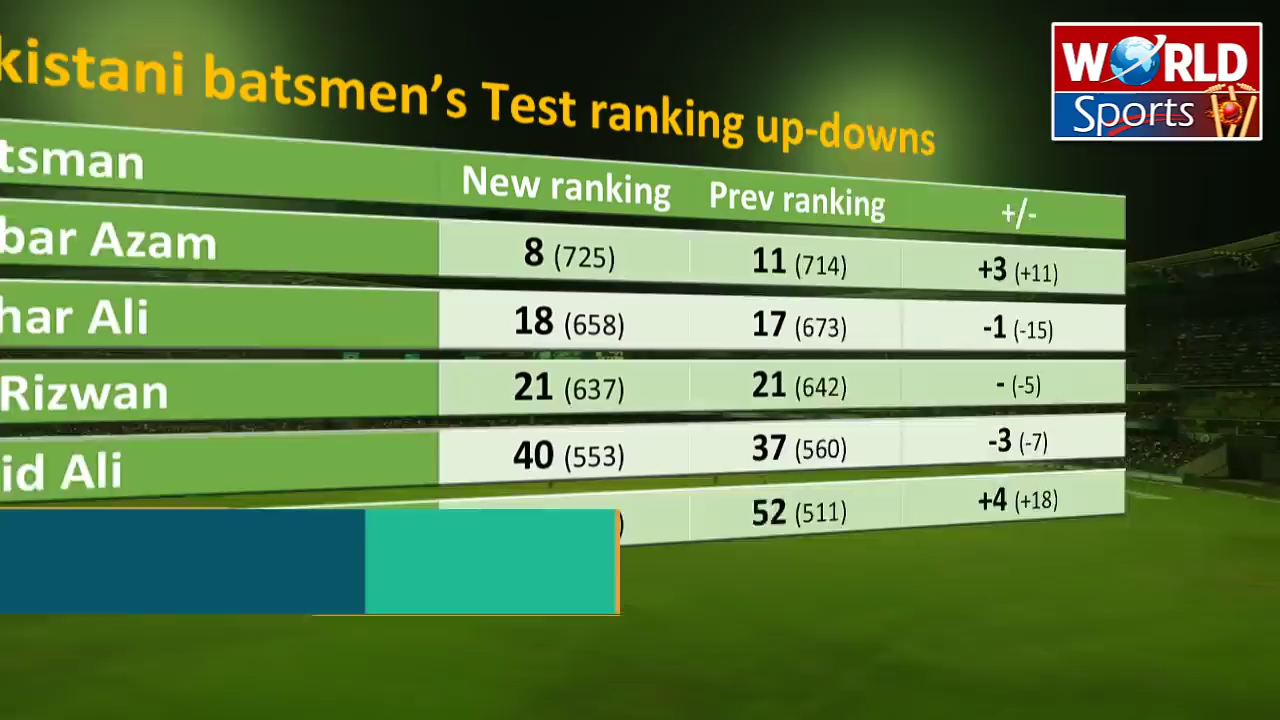 WORLD
Sports
kistani batsmen’s Test ranking up-downs
tsman New ranking Prev ranking +/-
bar Azam 8 (725) 11 (714) +3 (+11)
har Ali 18 (658) 17 (673) -1 (-15)
Rizwan 21 (637) 21 (642) - (-5)
id Ali 40 (553) 37 (560) -3 (-7)
52 (511) +4 (+18)